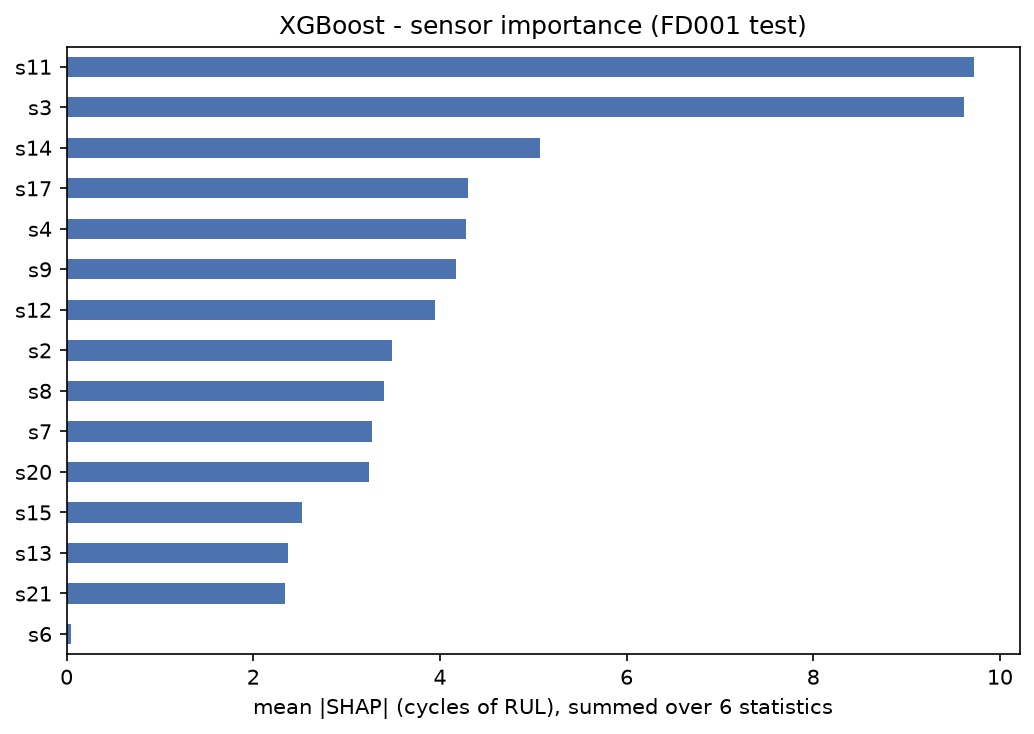 XGBoost - sensor importance (FD001 test)
s11
s3
s14
s17
s4
s9
s12
s2
s8
s7
s20
s15
s13
s21
s6
0 2 4 6 8 10
mean |SHAP| (cycles of RUL), summed over 6 statistics